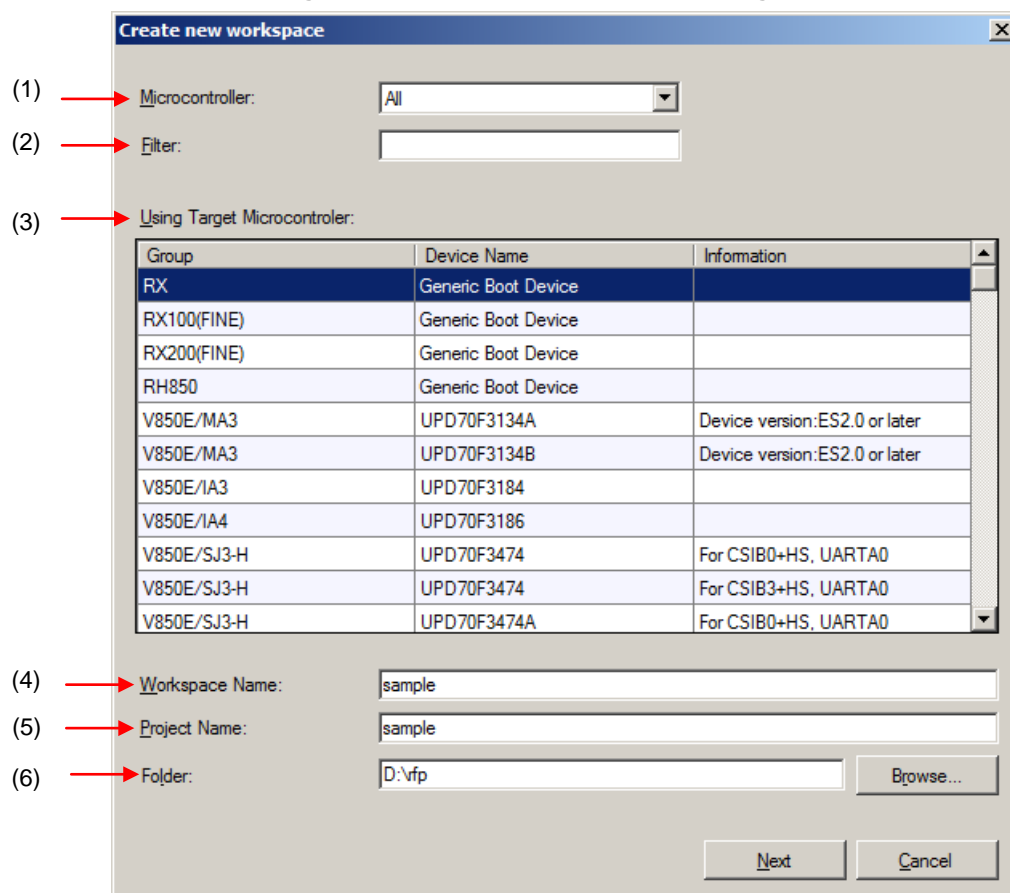 Create new workspace
(1) Microcontroller: All
(2) Filter:
(3) Using Target Microcontroler:
Group Device Name Information
RX Generic Boot Device
RX100(FINE) Generic Boot Device
RX200(FINE) Generic Boot Device
RH850 Generic Boot Device
V850E/MA3 UPD70F3134A Device version:ES2.0 or later
V850E/MA3 UPD70F3134B Device version:ES2.0 or later
V850E/IA3 UPD70F3184
V850E/IA4 UPD70F3186
V850E/SJ3-H UPD70F3474 For CSIB0+HS, UARTA0
V850E/SJ3-H UPD70F3474 For CSIB3+HS, UARTA0
V850E/SJ3-H UPD70F3474A For CSIB0+HS, UARTA0
(4) Workspace Name: sample
(5) Project Name: sample
(6) Folder: D:\rfp Browse...
Next Cancel